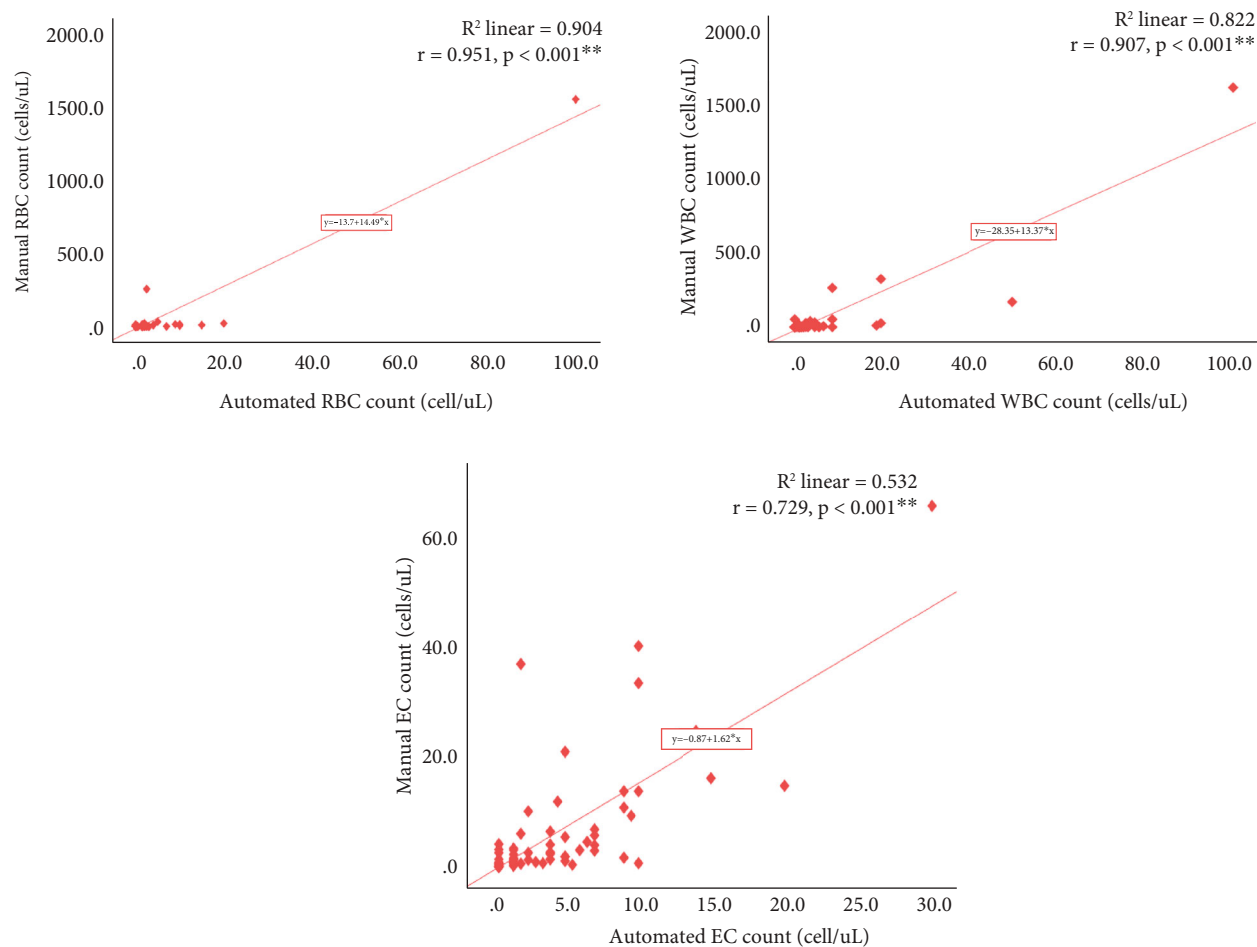 R² linear = 0.904
r = 0.951, p < 0.001**
Manual RBC count (cells/uL)
2000.0
1500.0
1000.0
500.0
.0
y=−13.7+14.49*x
.0 20.0 40.0 60.0 80.0 100.0
Automated RBC count (cell/uL)
R² linear = 0.822
r = 0.907, p < 0.001**
Manual WBC count (cells/uL)
2000.0
1500.0
1000.0
500.0
.0
y=−28.35+13.37*x
.0 20.0 40.0 60.0 80.0 100.0
Automated WBC count (cells/uL)
R² linear = 0.532
r = 0.729, p < 0.001**
Manual EC count (cells/uL)
60.0
40.0
20.0
.0
y=−0.87+1.62*x
.0 5.0 10.0 15.0 20.0 25.0 30.0
Automated EC count (cell/uL)